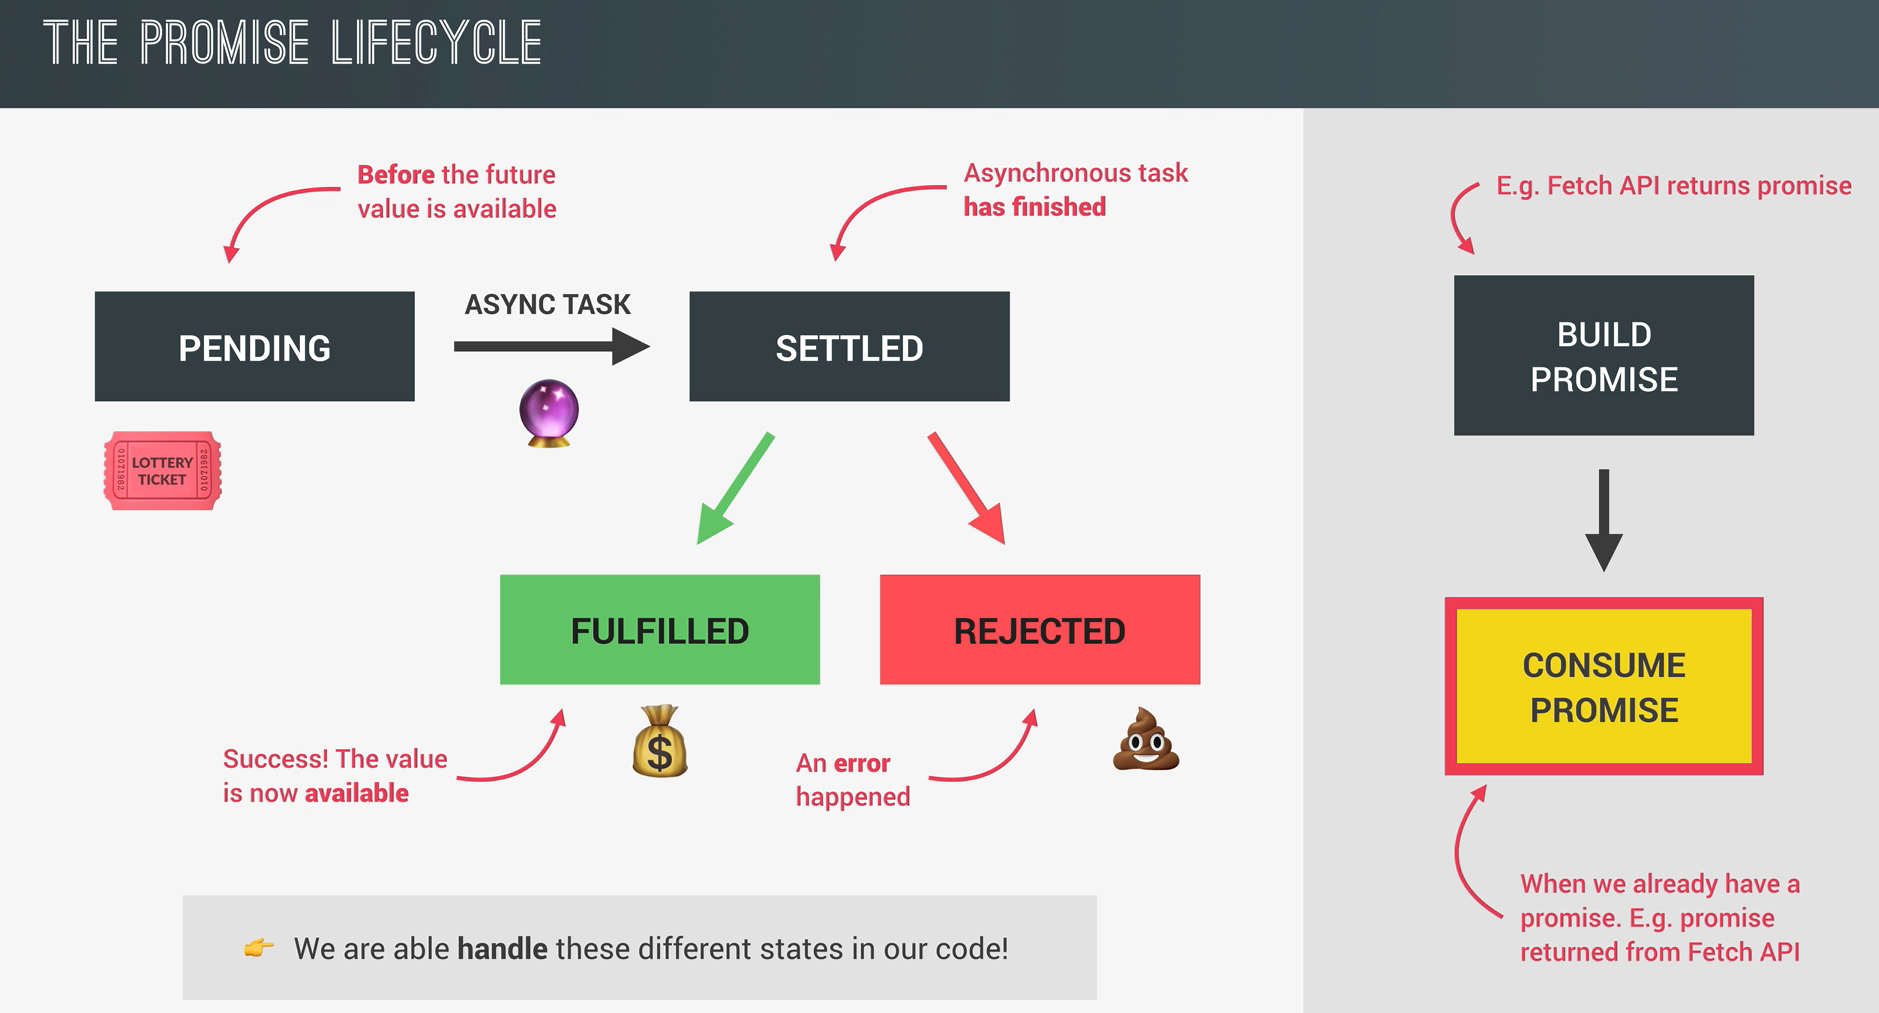 THE PROMISE LIFECYCLE
Before the future
value is available
Asynchronous task
has finished
E.g. Fetch API returns promise
PENDING
ASYNC TASK
SETTLED
BUILD
PROMISE
LOTTERY
TICKET
01071982
01071982
FULFILLED
REJECTED
CONSUME
PROMISE
$
Success! The value
is now available
An error
happened
When we already have a
promise. E.g. promise
returned from Fetch API
We are able handle these different states in our code!